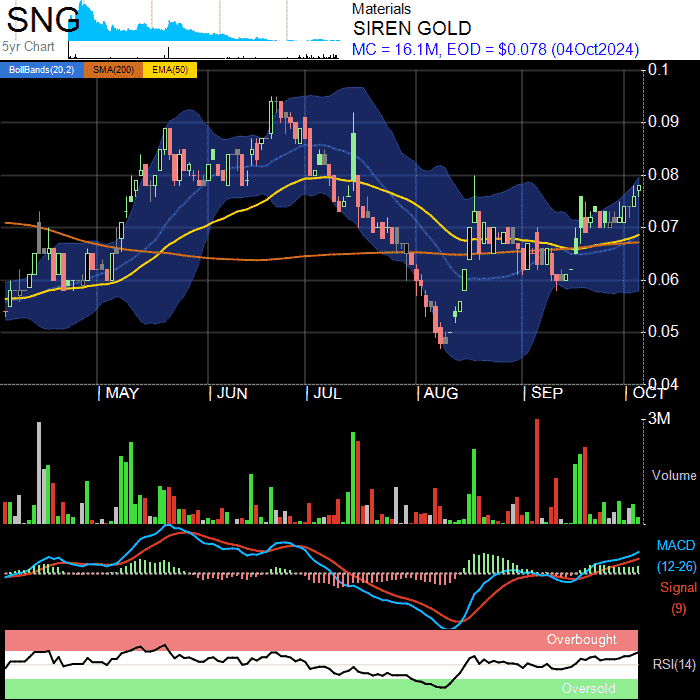 SNG
5yr Chart
Materials
SIREN GOLD
MC = 16.1M, EOD = $0.078 (04Oct2024)
BollBands(20,2) SMA(200) EMA(50)
0.1
0.09
0.08
0.07
0.06
0.05
0.04
MAY JUN JUL AUG SEP OCT
3M
Volume
MACD
(12-26)
Signal
(9)
Overbought
RSI(14)
Oversold